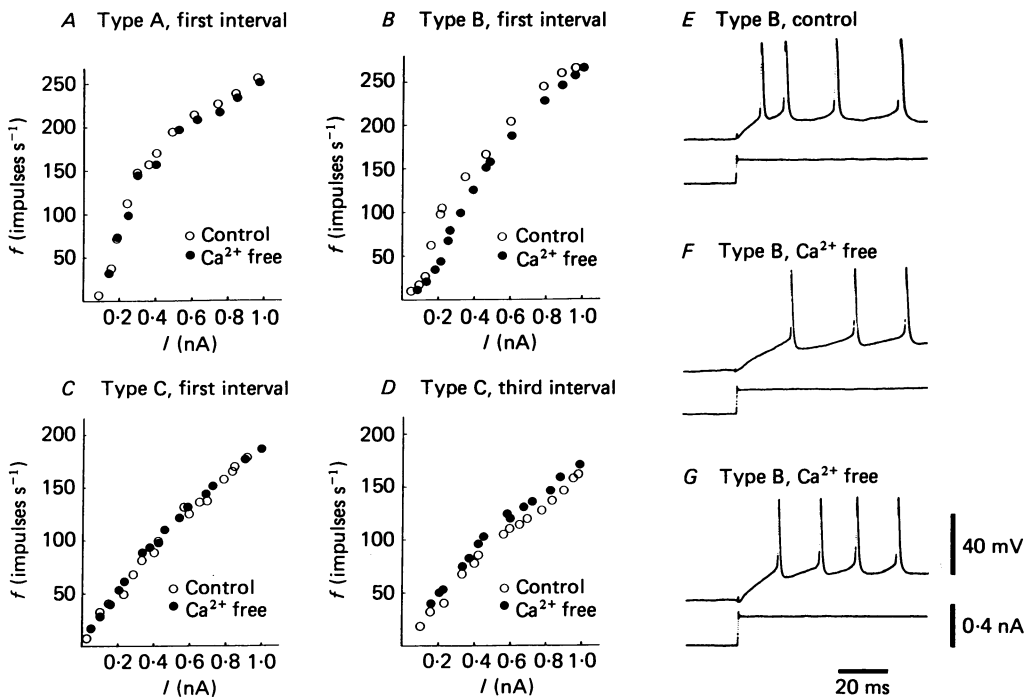 A Type A, first interval
f (impulses s⁻¹)
250
200
150
100
50
○ Control
● Ca²⁺ free
0·2 0·4 0·6 0·8 1·0
I (nA)
B Type B, first interval
f (impulses s⁻¹)
250
200
150
100
50
○ Control
● Ca²⁺ free
0·2 0·4 0·6 0·8 1·0
I (nA)
C Type C, first interval
f (impulses s⁻¹)
200
150
100
50
○ Control
● Ca²⁺ free
0·2 0·4 0·6 0·8 1·0
I (nA)
D Type C, third interval
f (impulses s⁻¹)
200
150
100
50
○ Control
● Ca²⁺ free
0·2 0·4 0·6 0·8 1·0
I (nA)
E Type B, control
F Type B, Ca²⁺ free
G Type B, Ca²⁺ free
40 mV
0·4 nA
20 ms